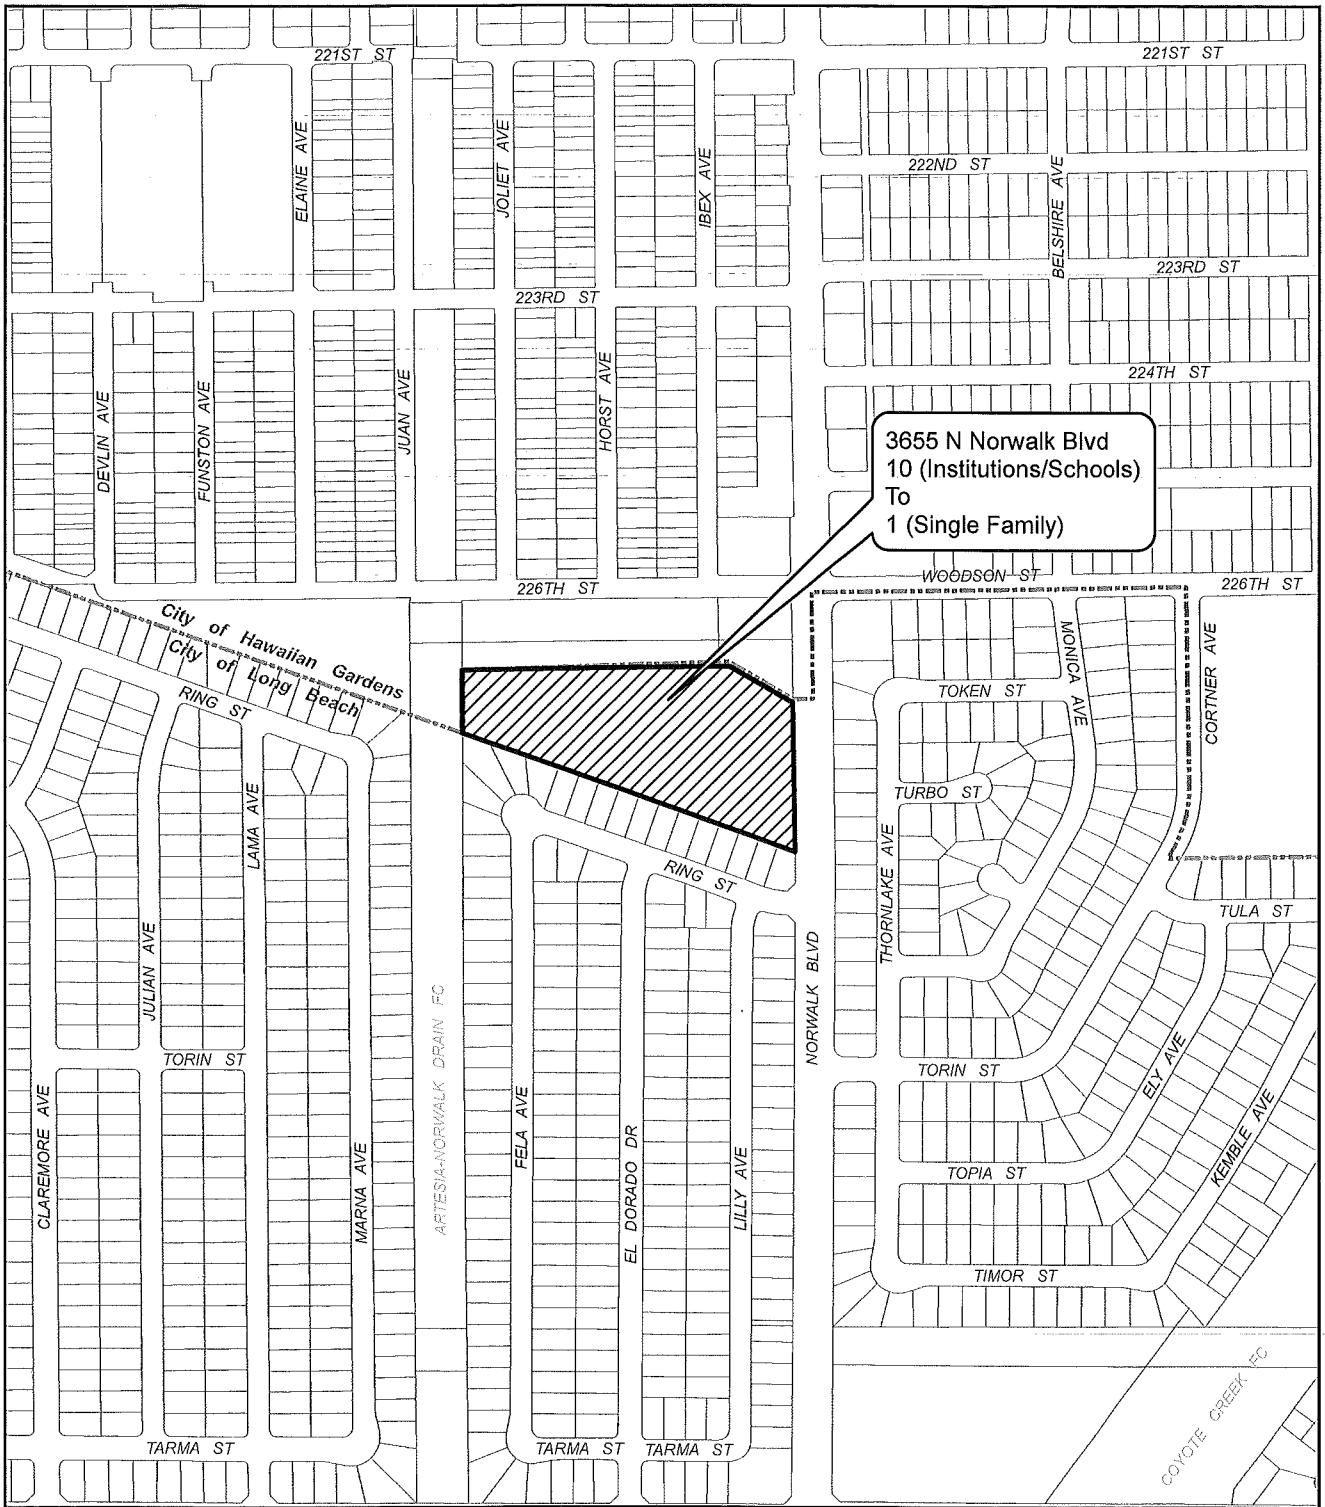 221ST ST
221ST ST
ELAINE AVE
JOLIET AVE
IBEX AVE
222ND ST
BELSHIRE AVE
223RD ST
223RD ST
224TH ST
DEVLIN AVE
FUNSTON AVE
JUAN AVE
HORST AVE
3655 N Norwalk Blvd
10 (Institutions/Schools)
To
1 (Single Family)
226TH ST
WOODSON ST
226TH ST
City of Hawaiian Gardens
City of Long Beach
RING ST
TOKEN ST
MONICA AVE
CORTNER AVE
TURBO ST
LAMA AVE
RING ST
THORNLAKE AVE
TULA ST
JULIAN AVE
NORWALK BLVD
ARTESIA-NORWALK DRAIN FC
TORIN ST
TORIN ST
ELY AVE
CLAREMORE AVE
MARNA AVE
FELA AVE
EL DORADO DR
LILLY AVE
TOPIA ST
KEMBLE AVE
TIMOR ST
COYOTE CREEK FC
TARMA ST
TARMA ST
TARMA ST